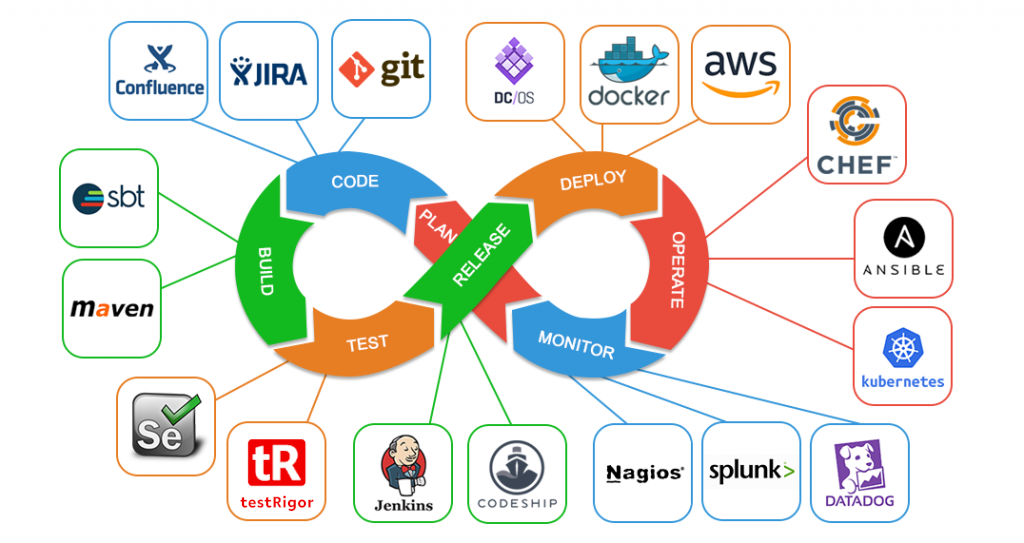 Confluence
JIRA
git
DC/OS
docker
aws
CHEF™
sbt
maven
CODE
PLAN
RELEASE
DEPLOY
OPERATE
BUILD
TEST
MONITOR
ANSIBLE
kubernetes
Se
tR
testRigor
Jenkins
CODESHIP
Nagios®
splunk>
DATADOG